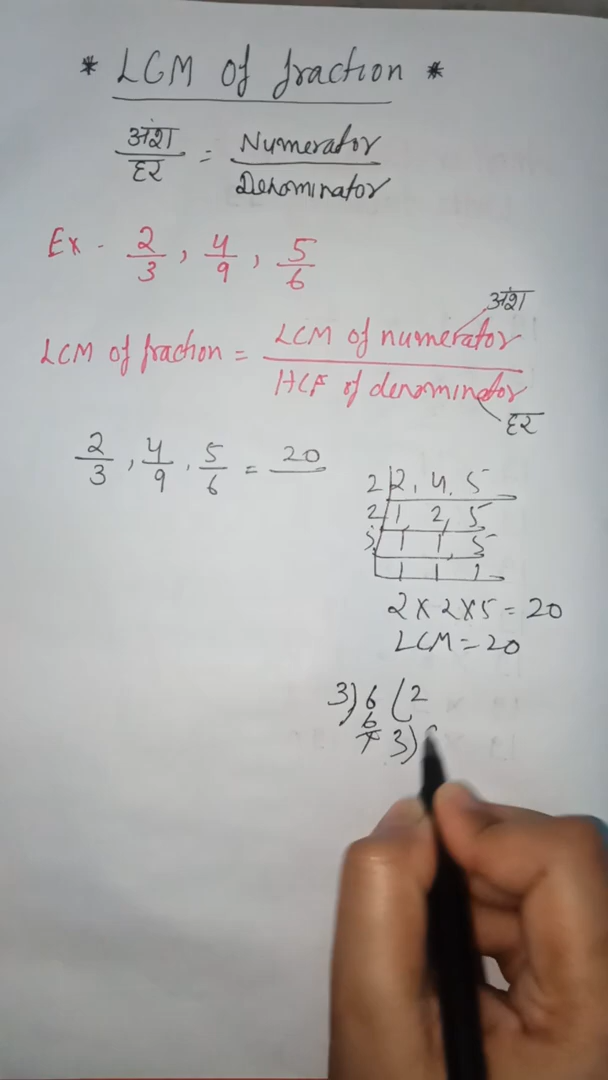 * LCM of fraction *
अंश/हर = Numerator/Denominator
Ex - 2/3, 4/9, 5/6
अंश
LCM of fraction = LCM of numerator/HCF of denominator
हर
2/3, 4/9, 5/6 = 20
2 | 2, 4, 5
2 | 1, 2, 5
5 | 1 1, 5
1 1 1
2 X 2 X 5 = 20
LCM = 20
3) 6 (2
6
3)